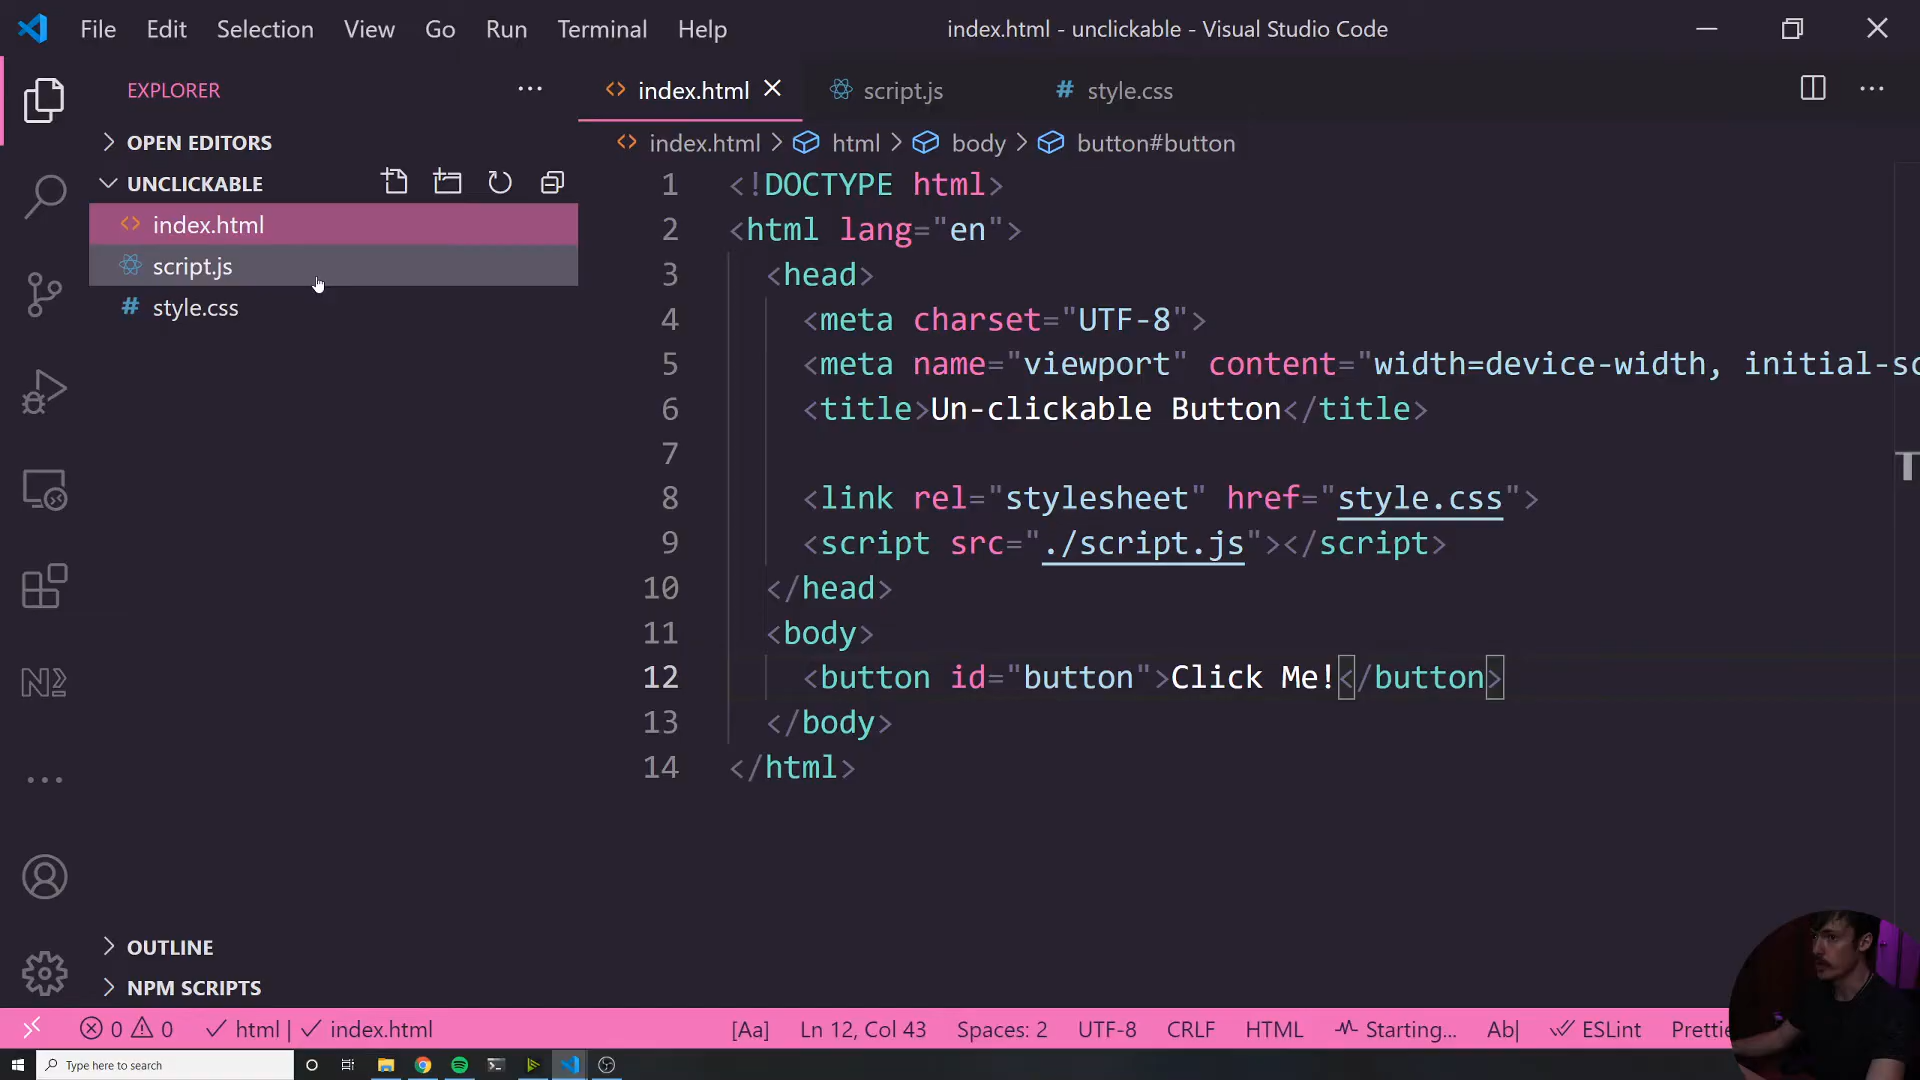 File Edit Selection View Go Run Terminal Help
index.html - unclickable - Visual Studio Code
EXPLORER
OPEN EDITORS
UNCLICKABLE
index.html
script.js
style.css
OUTLINE
NPM SCRIPTS
index.html script.js # style.css
index.html > html > body > button#button
1 <!DOCTYPE html>
2 <html lang="en">
3 <head>
4 <meta charset="UTF-8">
5 <meta name="viewport" content="width=device-width, initial-sc
6 <title>Un-clickable Button</title>
7
8 <link rel="stylesheet" href="style.css">
9 <script src="./script.js"></script>
10 </head>
11 <body>
12 <button id="button">Click Me!</button>
13 </body>
14 </html>
0 0 html | index.html [Aa] Ln 12, Col 43 Spaces: 2 UTF-8 CRLF HTML Starting... Ab| ESLint Prettie
Type here to search